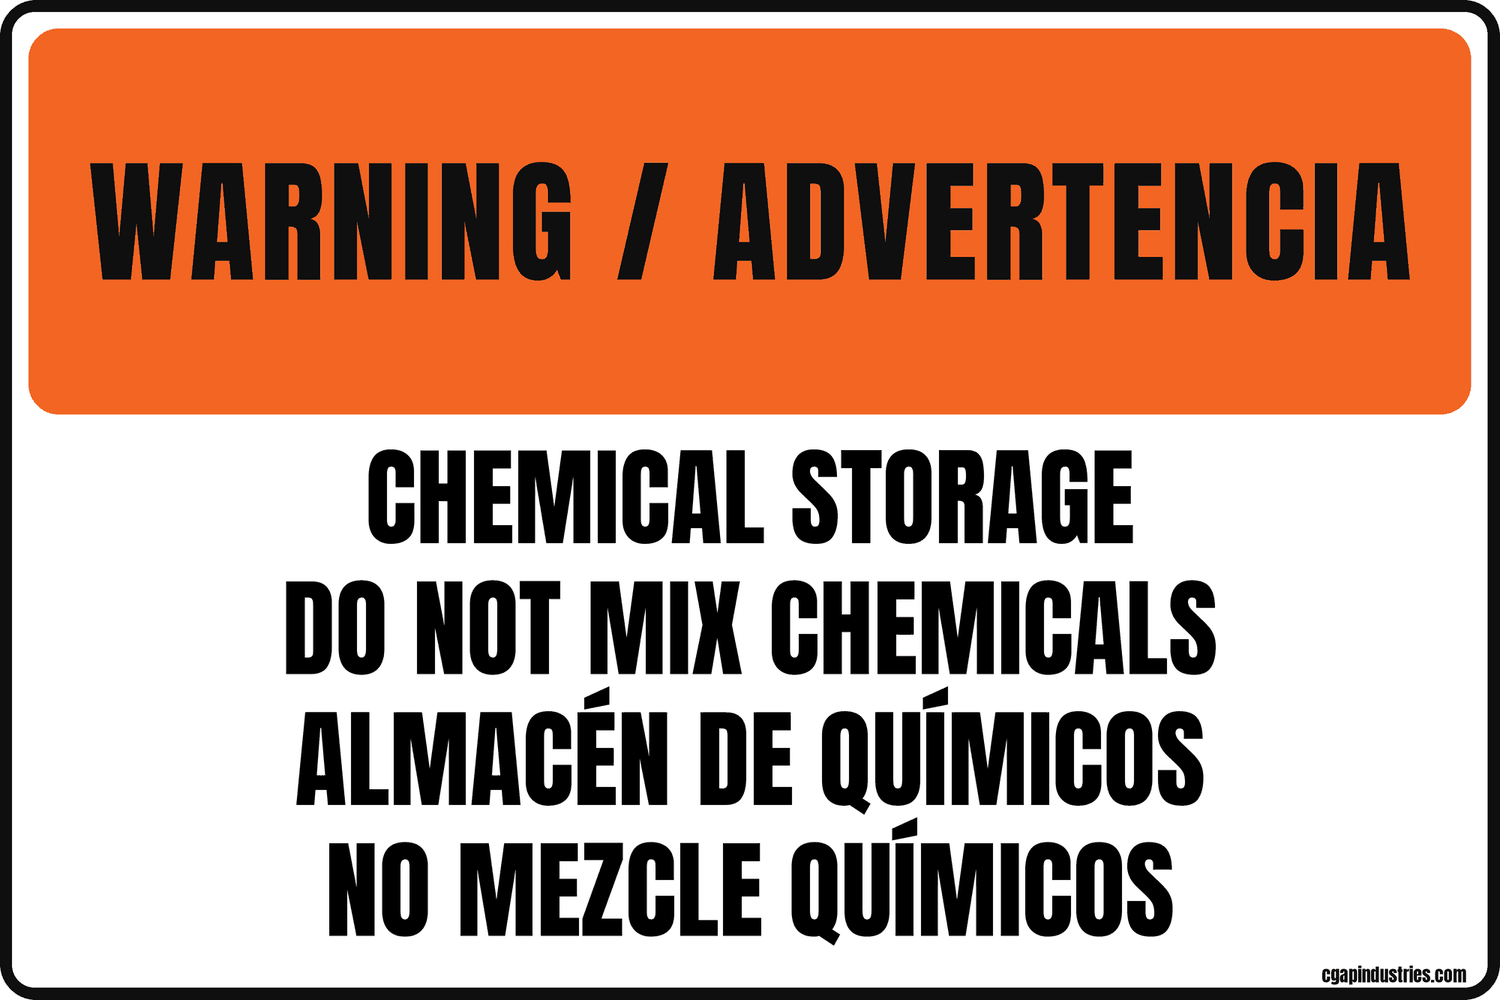 WARNING / ADVERTENCIA
CHEMICAL STORAGE
DO NOT MIX CHEMICALS
ALMACÉN DE QUÍMICOS
NO MEZCLE QUÍMICOS
cgapindustries.com